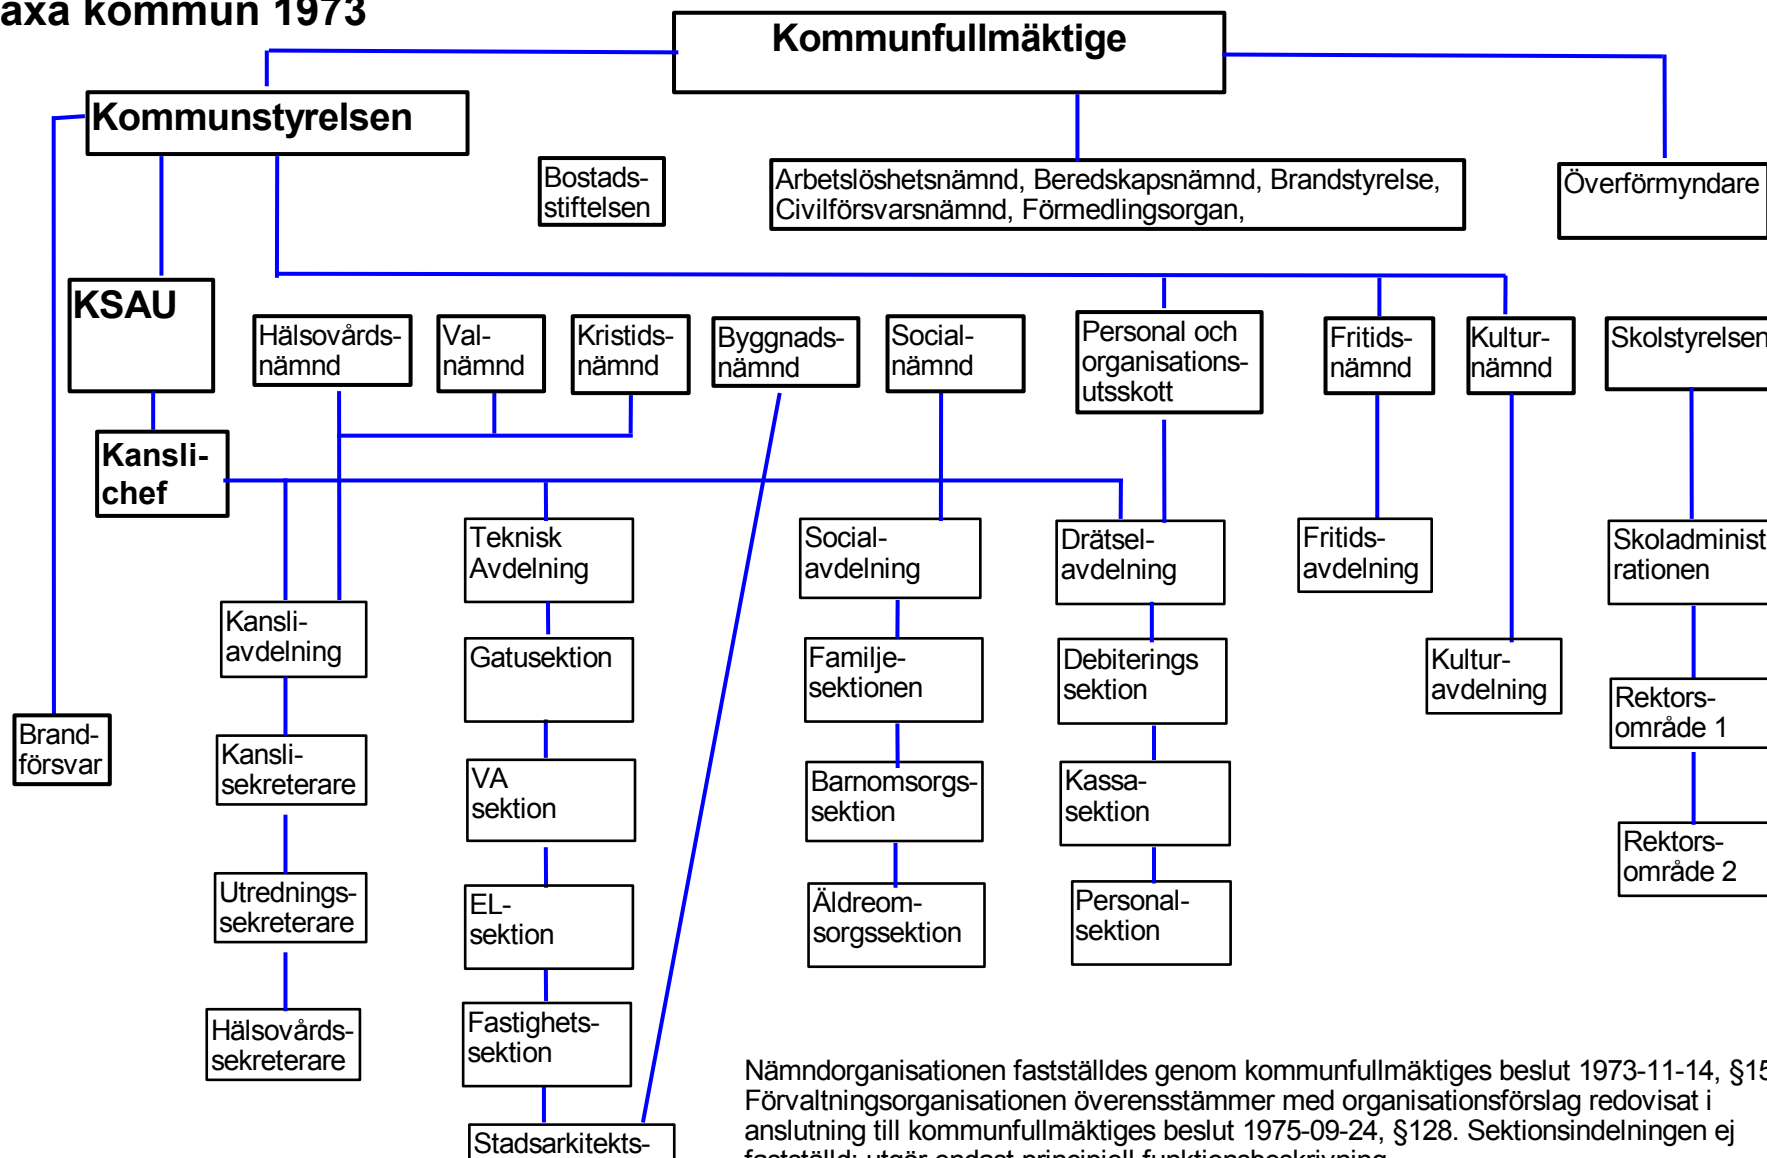 axa kommun 1973
Kommunfullmäktige
Kommunstyrelsen
Bostads-
stiftelsen
Arbetslöshetsnämnd, Beredskapsnämnd, Brandstyrelse,
Civilförsvarsnämnd, Förmedlingsorgan,
Överförmyndare
KSAU
Hälsovårds-
nämnd
Val-
nämnd
Kristids-
nämnd
Byggnads-
nämnd
Social-
nämnd
Personal och
organisations-
utsskott
Fritids-
nämnd
Kultur-
nämnd
Skolstyrelsen
Kansli-
chef
Teknisk
Avdelning
Social-
avdelning
Drätsel-
avdelning
Fritids-
avdelning
Skoladminist
rationen
Kansli-
avdelning
Gatusektion
Familje-
sektionen
Debiterings
sektion
Kultur-
avdelning
Rektors-
område 1
Brand-
försvar
Kansli-
sekreterare
VA
sektion
Barnomsorgs-
sektion
Kassa-
sektion
Rektors-
område 2
Utrednings-
sekreterare
EL-
sektion
Äldreom-
sorgssektion
Personal-
sektion
Hälsovårds-
sekreterare
Fastighets-
sektion
Stadsarkitekts-
Nämndorganisationen fastställdes genom kommunfullmäktiges beslut 1973-11-14, §15
Förvaltningsorganisationen överensstämmer med organisationsförslag redovisat i
anslutning till kommunfullmäktiges beslut 1975-09-24, §128. Sektionsindelningen ej
fastställd; utgör endast principiell funktionsbeskrivning